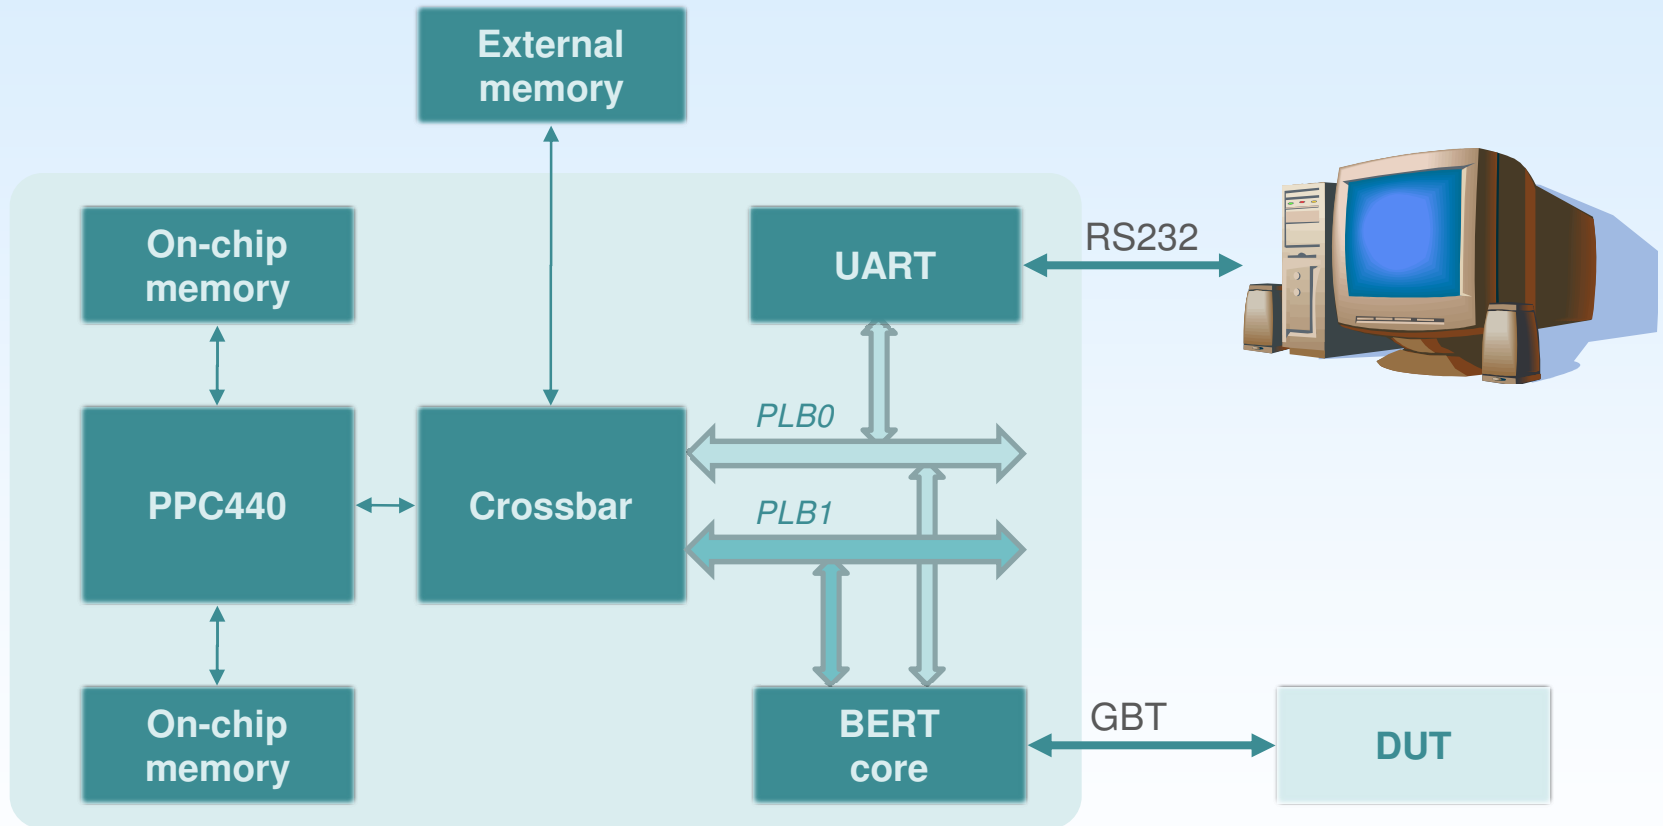 External
memory
On-chip
memory
UART
RS232
PLB0
PPC440
Crossbar
PLB1
On-chip
memory
BERT
core
GBT
DUT